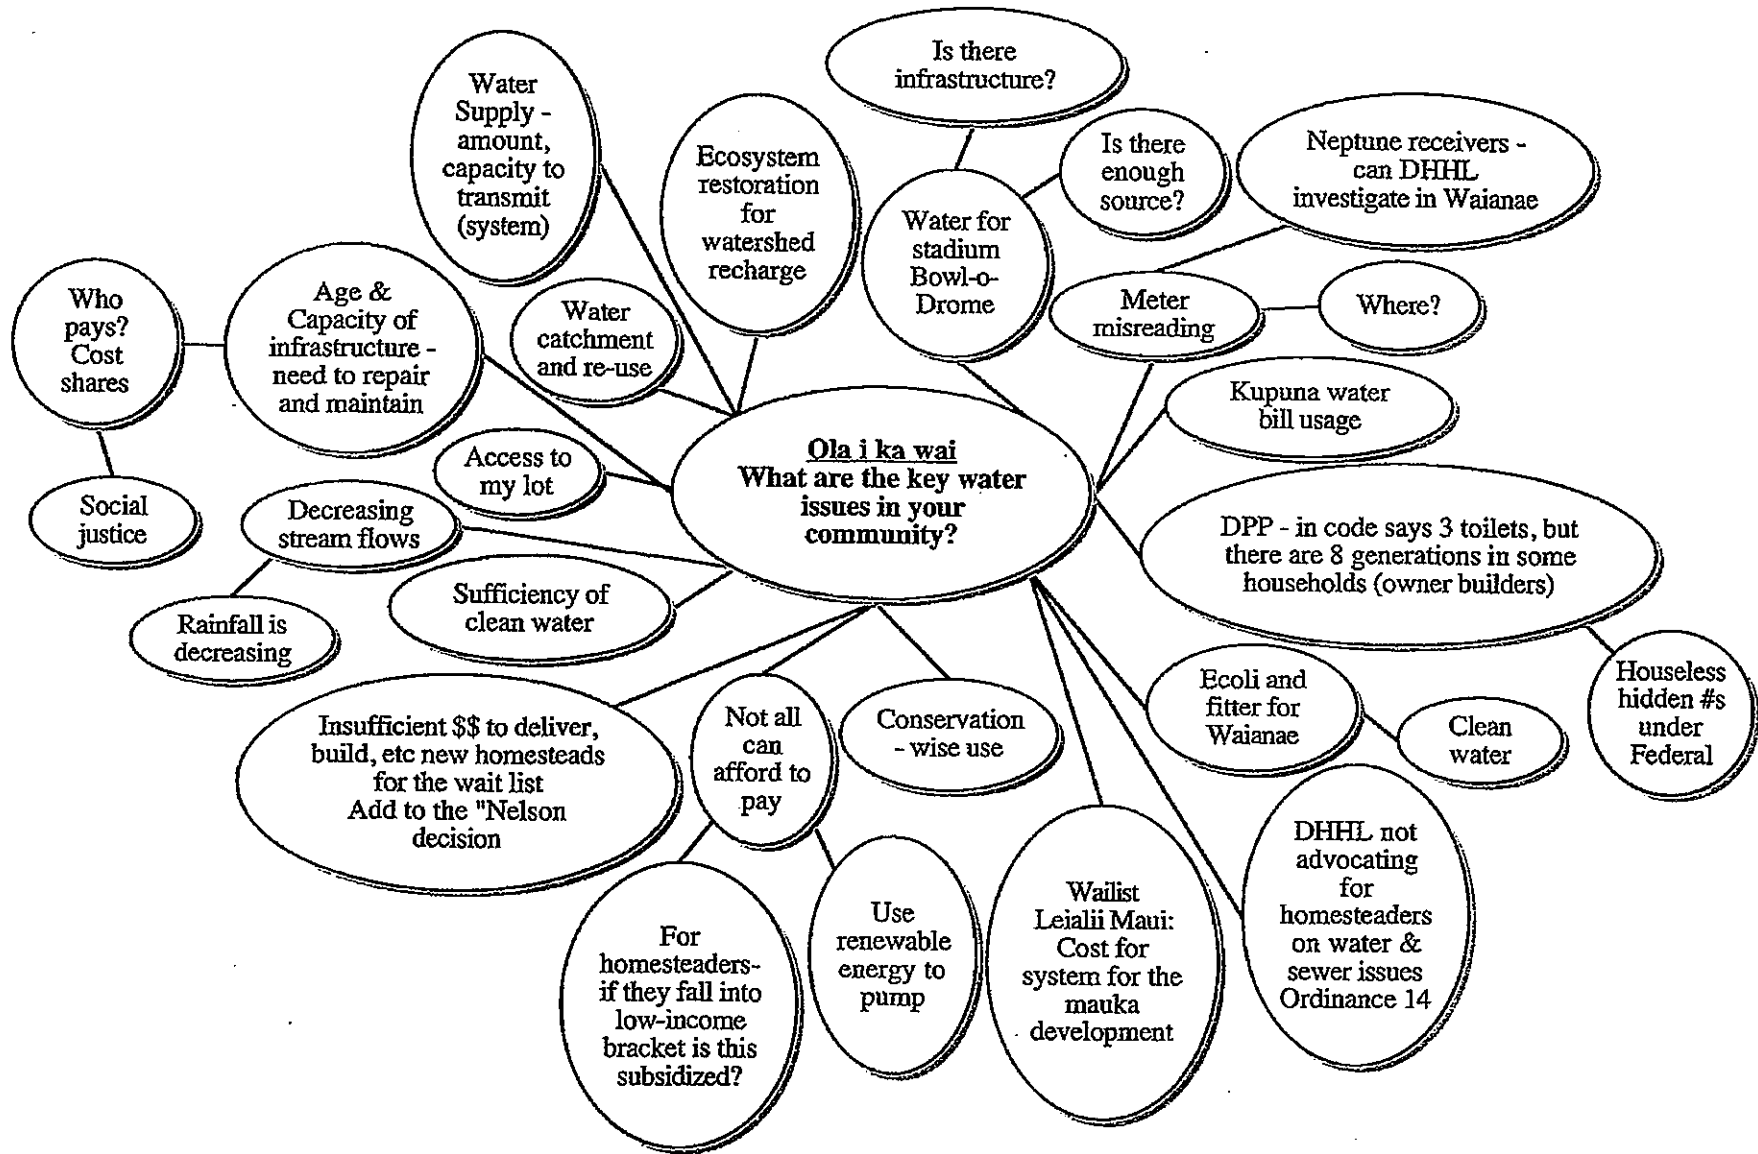 Is there
infrastructure?
Water
Supply -
amount,
capacity to
transmit
(system)
Ecosystem
restoration
for
watershed
recharge
Is there
enough
source?
Neptune receivers -
can DHHL
investigate in Waianae
Water for
stadium
Bowl-o-
Drome
Who
pays?
Cost
shares
Age &
Capacity of
infrastructure -
need to repair
and maintain
Water
catchment
and re-use
Meter
misreading
Where?
Kupuna water
bill usage
Ola i ka wai
What are the key water
issues in your
community?
Access to
my lot
Social
justice
Decreasing
stream flows
DPP - in code says 3 toilets, but
there are 8 generations in some
households (owner builders)
Sufficiency of
clean water
Rainfall is
decreasing
Insufficient $$ to deliver,
build, etc new homesteads
for the wait list
Add to the "Nelson
decision
Not all
can
afford to
pay
Conservation
- wise use
Ecoli and
fitter for
Waianae
Clean
water
Houseless
hidden #s
under
Federal
For
homesteaders-
if they fall into
low-income
bracket is this
subsidized?
Use
renewable
energy to
pump
Wailist
Leialii Maui:
Cost for
system for the
mauka
development
DHHL not
advocating
for
homesteaders
on water &
sewer issues
Ordinance 14